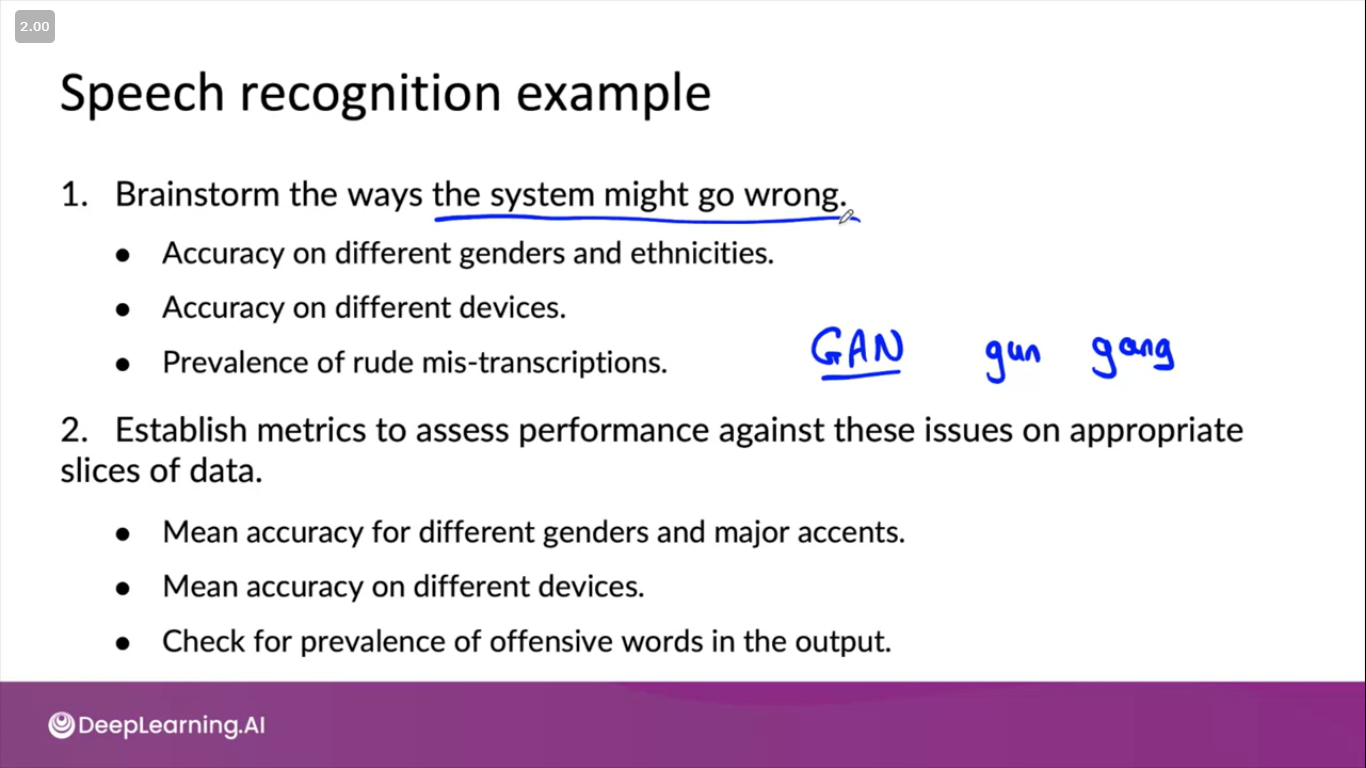 2.00
Speech recognition example
1. Brainstorm the ways the system might go wrong.
● Accuracy on different genders and ethnicities.
● Accuracy on different devices.
● Prevalence of rude mis-transcriptions.
GAN gun gang
2. Establish metrics to assess performance against these issues on appropriate
slices of data.
● Mean accuracy for different genders and major accents.
● Mean accuracy on different devices.
● Check for prevalence of offensive words in the output.
DeepLearning.AI